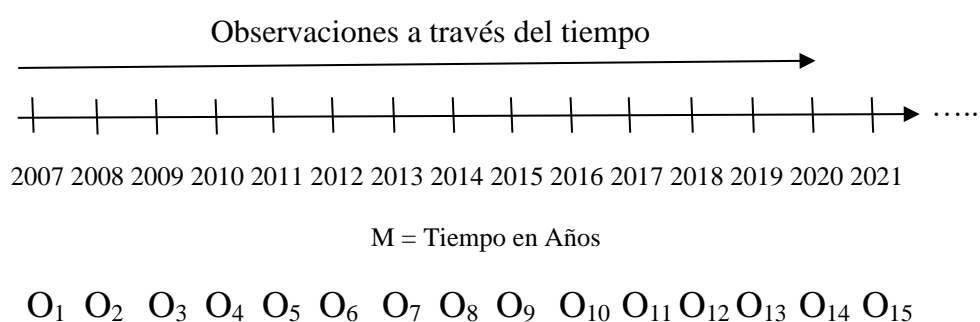 Observaciones a través del tiempo
…..
2007 2008 2009 2010 2011 2012 2013 2014 2015 2016 2017 2018 2019 2020 2021
M = Tiempo en Años
O₁ O₂ O₃ O₄ O₅ O₆ O₇ O₈ O₉ O₁₀ O₁₁ O₁₂ O₁₃ O₁₄ O₁₅